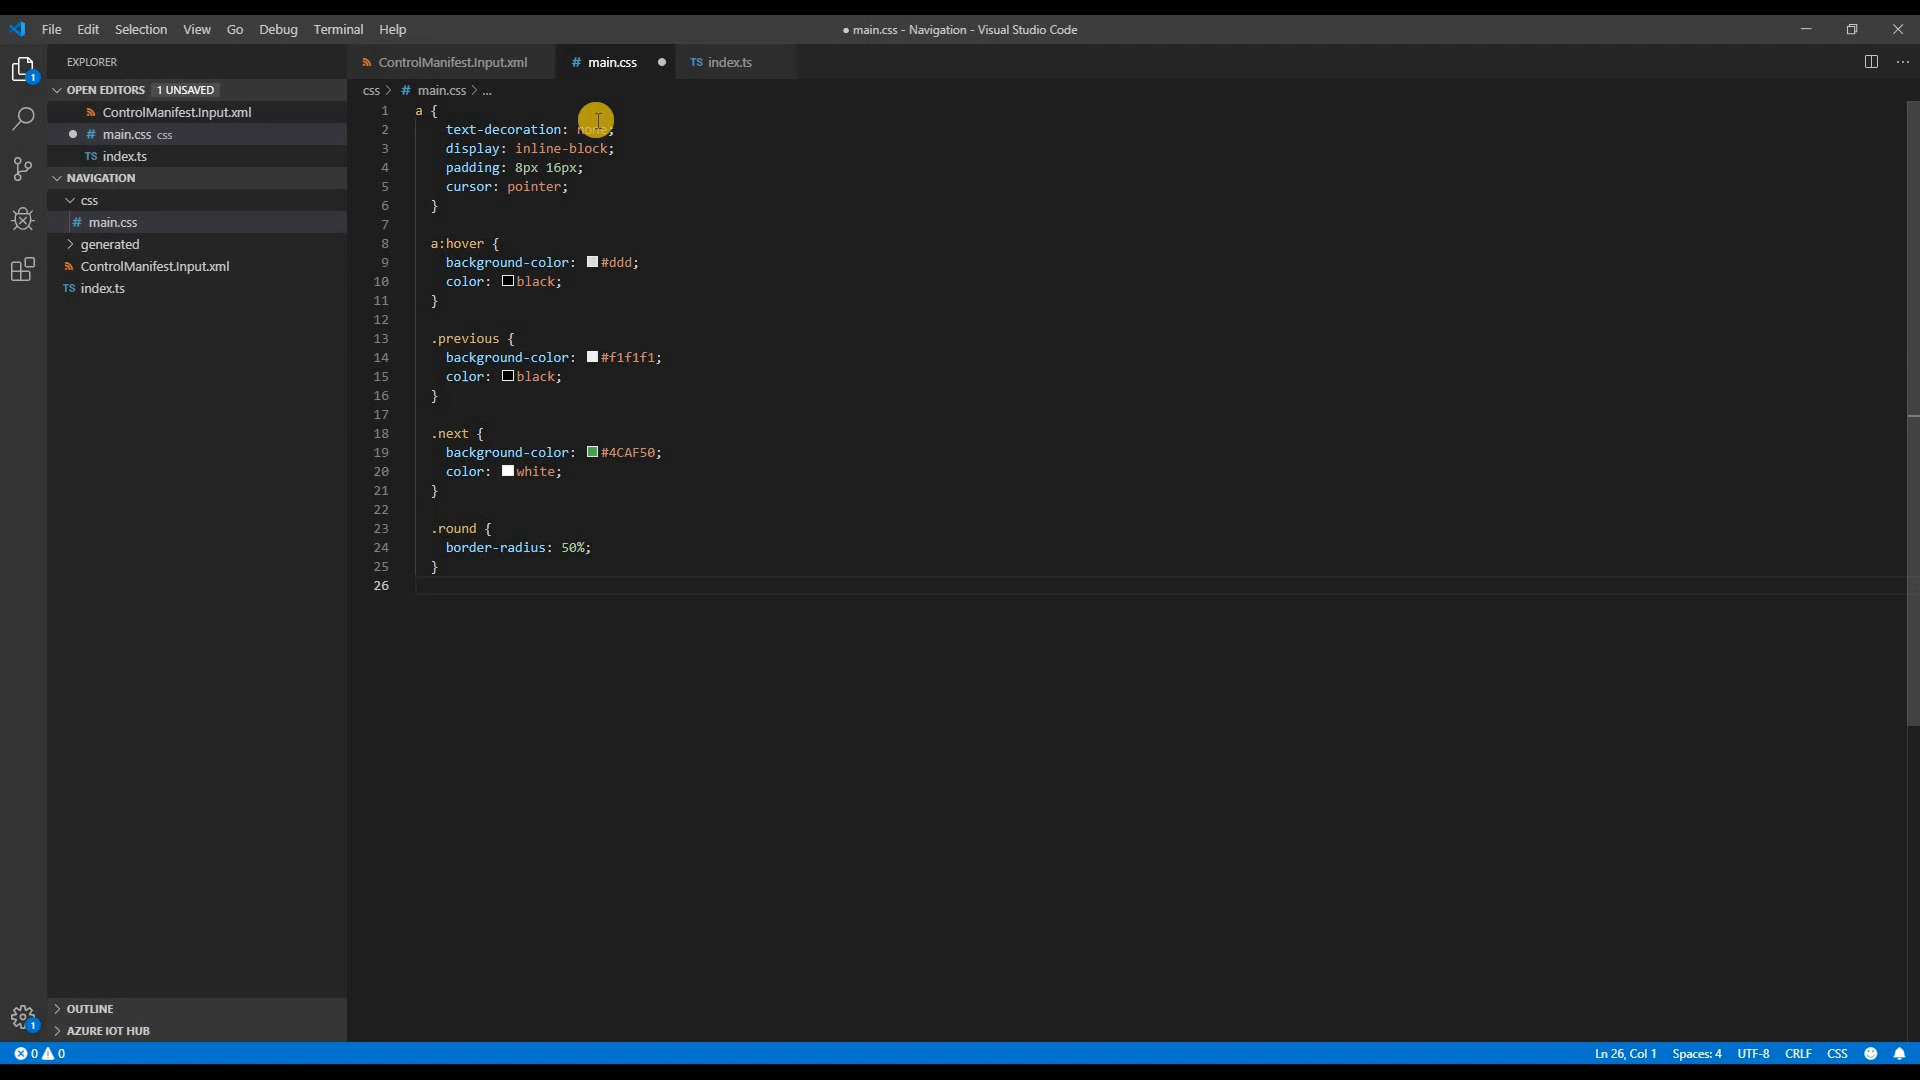 File Edit Selection View Go Debug Terminal Help
● main.css - Navigation - Visual Studio Code
1
EXPLORER
OPEN EDITORS 1 UNSAVED
ControlManifest.Input.xml
# main.css css
TS index.ts
NAVIGATION
css
# main.css
generated
ControlManifest.Input.xml
TS index.ts
OUTLINE
AZURE IOT HUB
1
ControlManifest.Input.xml # main.css TS index.ts
css > # main.css > ...
1 a {
2 text-decoration: none;
3 display: inline-block;
4 padding: 8px 16px;
5 cursor: pointer;
6 }
7
8 a:hover {
9 background-color: #ddd;
10 color: black;
11 }
12
13 .previous {
14 background-color: #f1f1f1;
15 color: black;
16 }
17
18 .next {
19 background-color: #4CAF50;
20 color: white;
21 }
22
23 .round {
24 border-radius: 50%;
25 }
26
0 0
Ln 26, Col 1 Spaces: 4 UTF-8 CRLF CSS